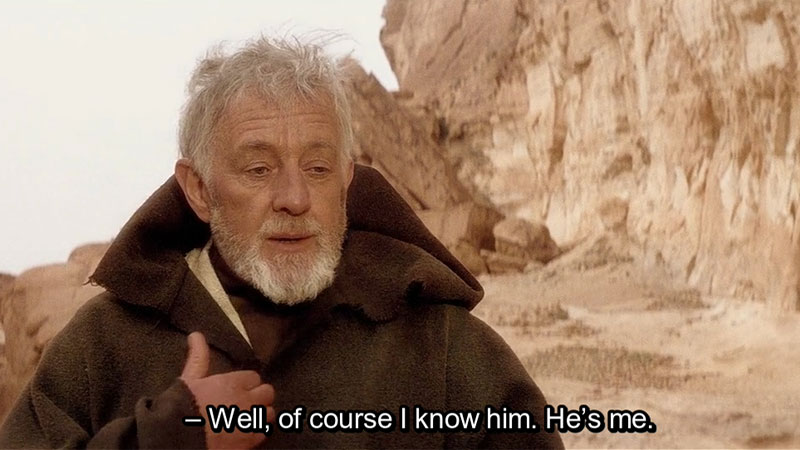 – Well, of course I know him. He's me.